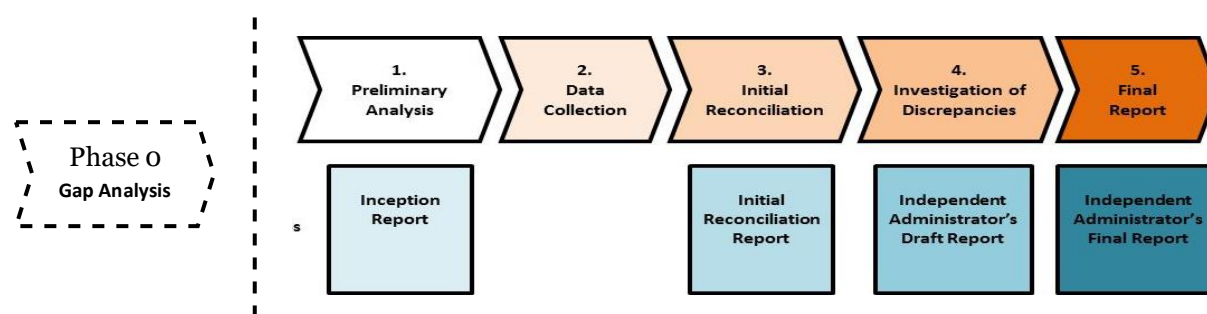 Phase 0
Gap Analysis
1.
Preliminary
Analysis
2.
Data
Collection
3.
Initial
Reconciliation
4.
Investigation of
Discrepancies
5.
Final
Report
s
Inception
Report
Initial
Reconciliation
Report
Independent
Administrator's
Draft Report
Independent
Administrator's
Final Report